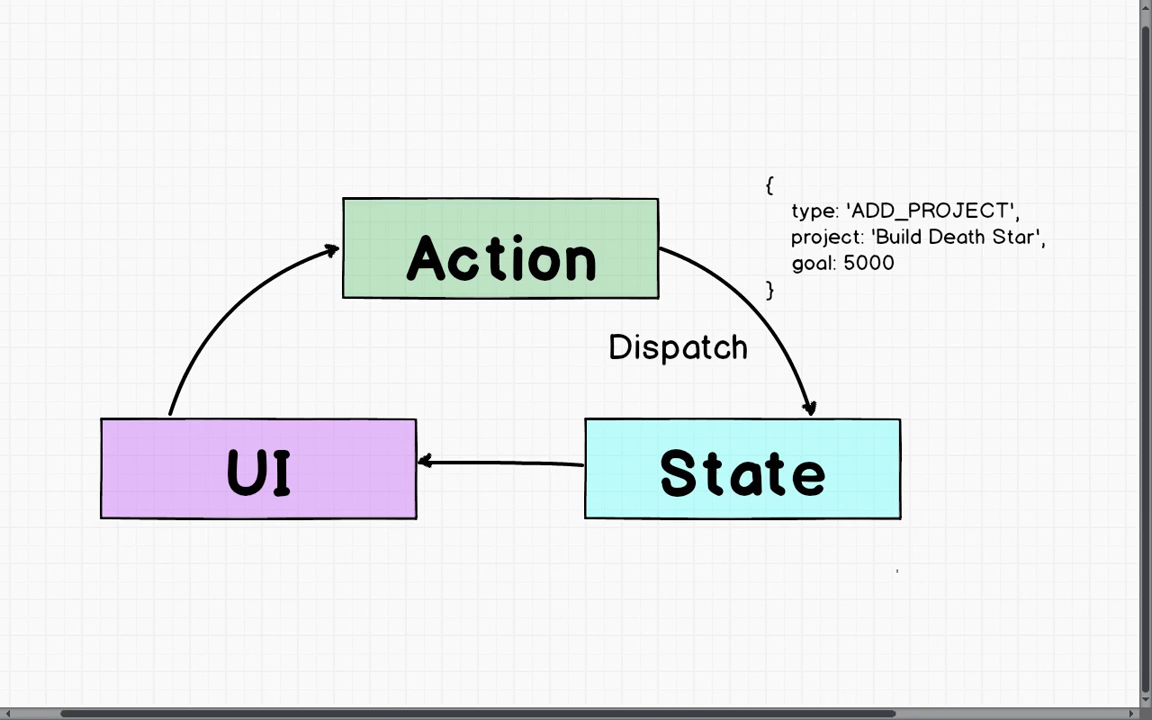 {
type: 'ADD_PROJECT',
project: 'Build Death Star',
goal: 5000
}
Action
Dispatch
UI
State
,